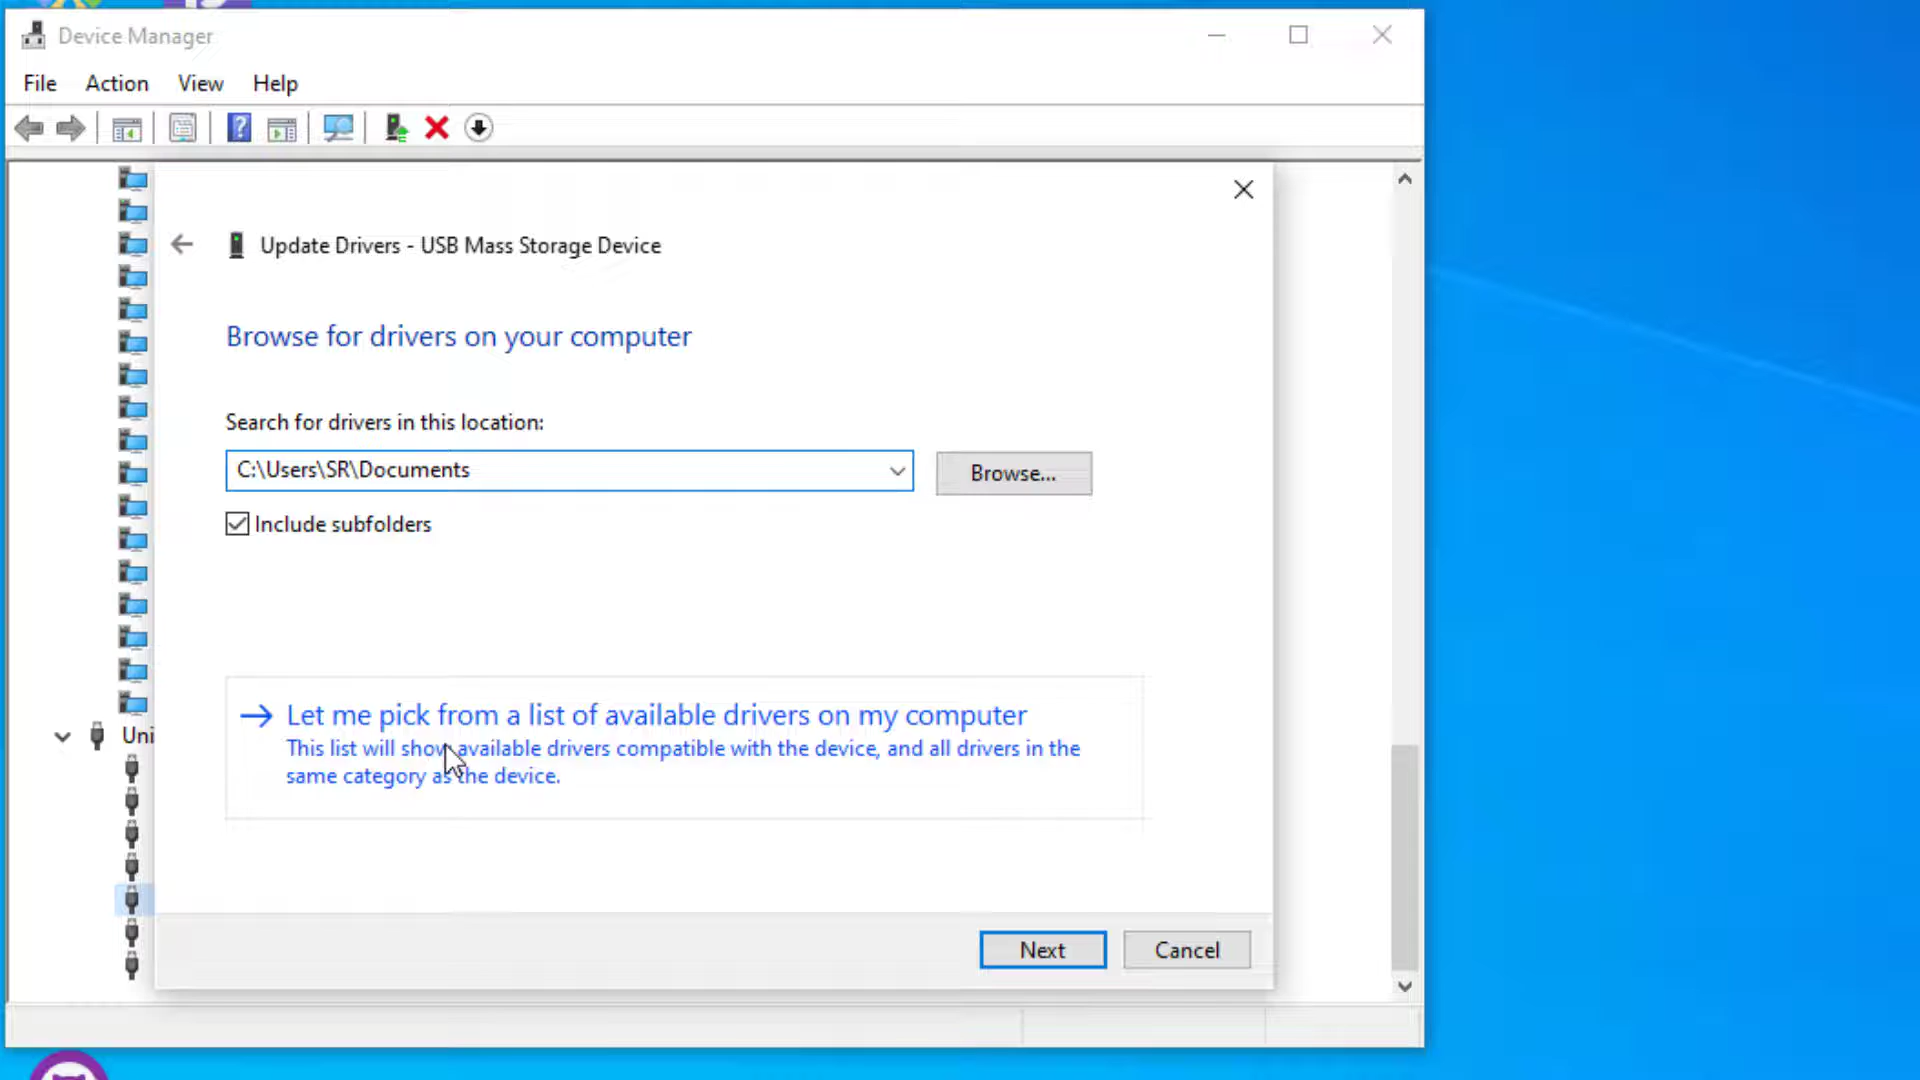 Device Manager
File Action View Help
Update Drivers - USB Mass Storage Device
Browse for drivers on your computer
Search for drivers in this location:
C:\Users\SR\Documents
Browse...
Include subfolders
Let me pick from a list of available drivers on my computer
This list will show available drivers compatible with the device, and all drivers in the
same category as the device.
Uni
Next Cancel